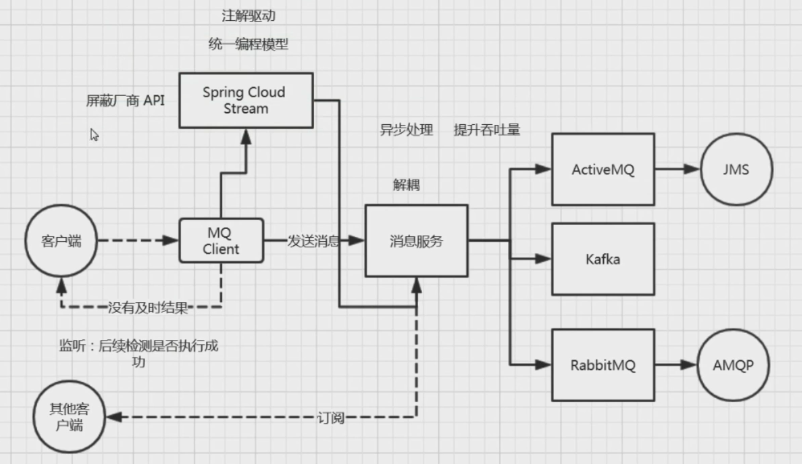 注解驱动
统一编程模型
屏蔽厂商 API
Spring Cloud
Stream
异步处理
提升吞吐量
解耦
ActiveMQ
JMS
客户端
MQ
Client
发送消息
消息服务
Kafka
没有及时结果
监听：后续检测是否执行成
功
RabbitMQ
AMQP
其他客
户端
订阅